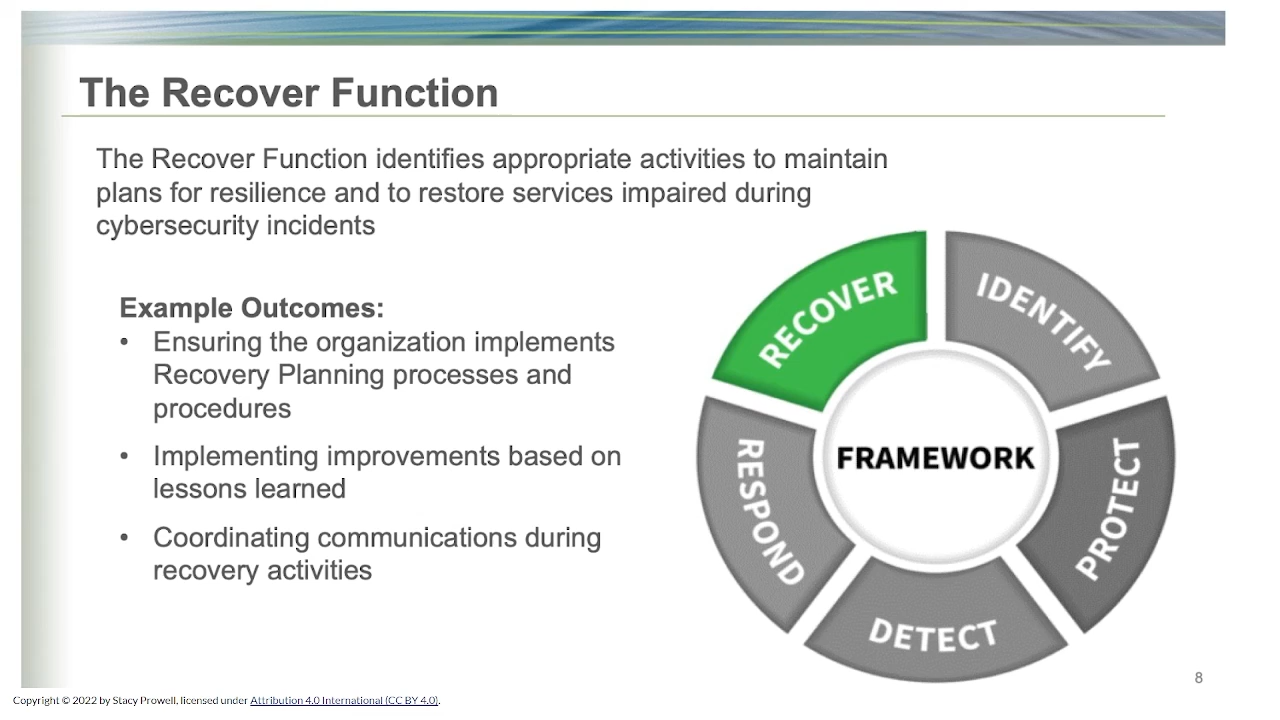 The Recover Function
The Recover Function identifies appropriate activities to maintain
plans for resilience and to restore services impaired during
cybersecurity incidents
Example Outcomes:
• Ensuring the organization implements
Recovery Planning processes and
procedures
• Implementing improvements based on
lessons learned
• Coordinating communications during
recovery activities
RECOVER
IDENTIFY
PROTECT
DETECT
RESPOND
FRAMEWORK
8
Copyright © 2022 by Stacy Prowell, licensed under Attribution 4.0 International (CC BY 4.0).